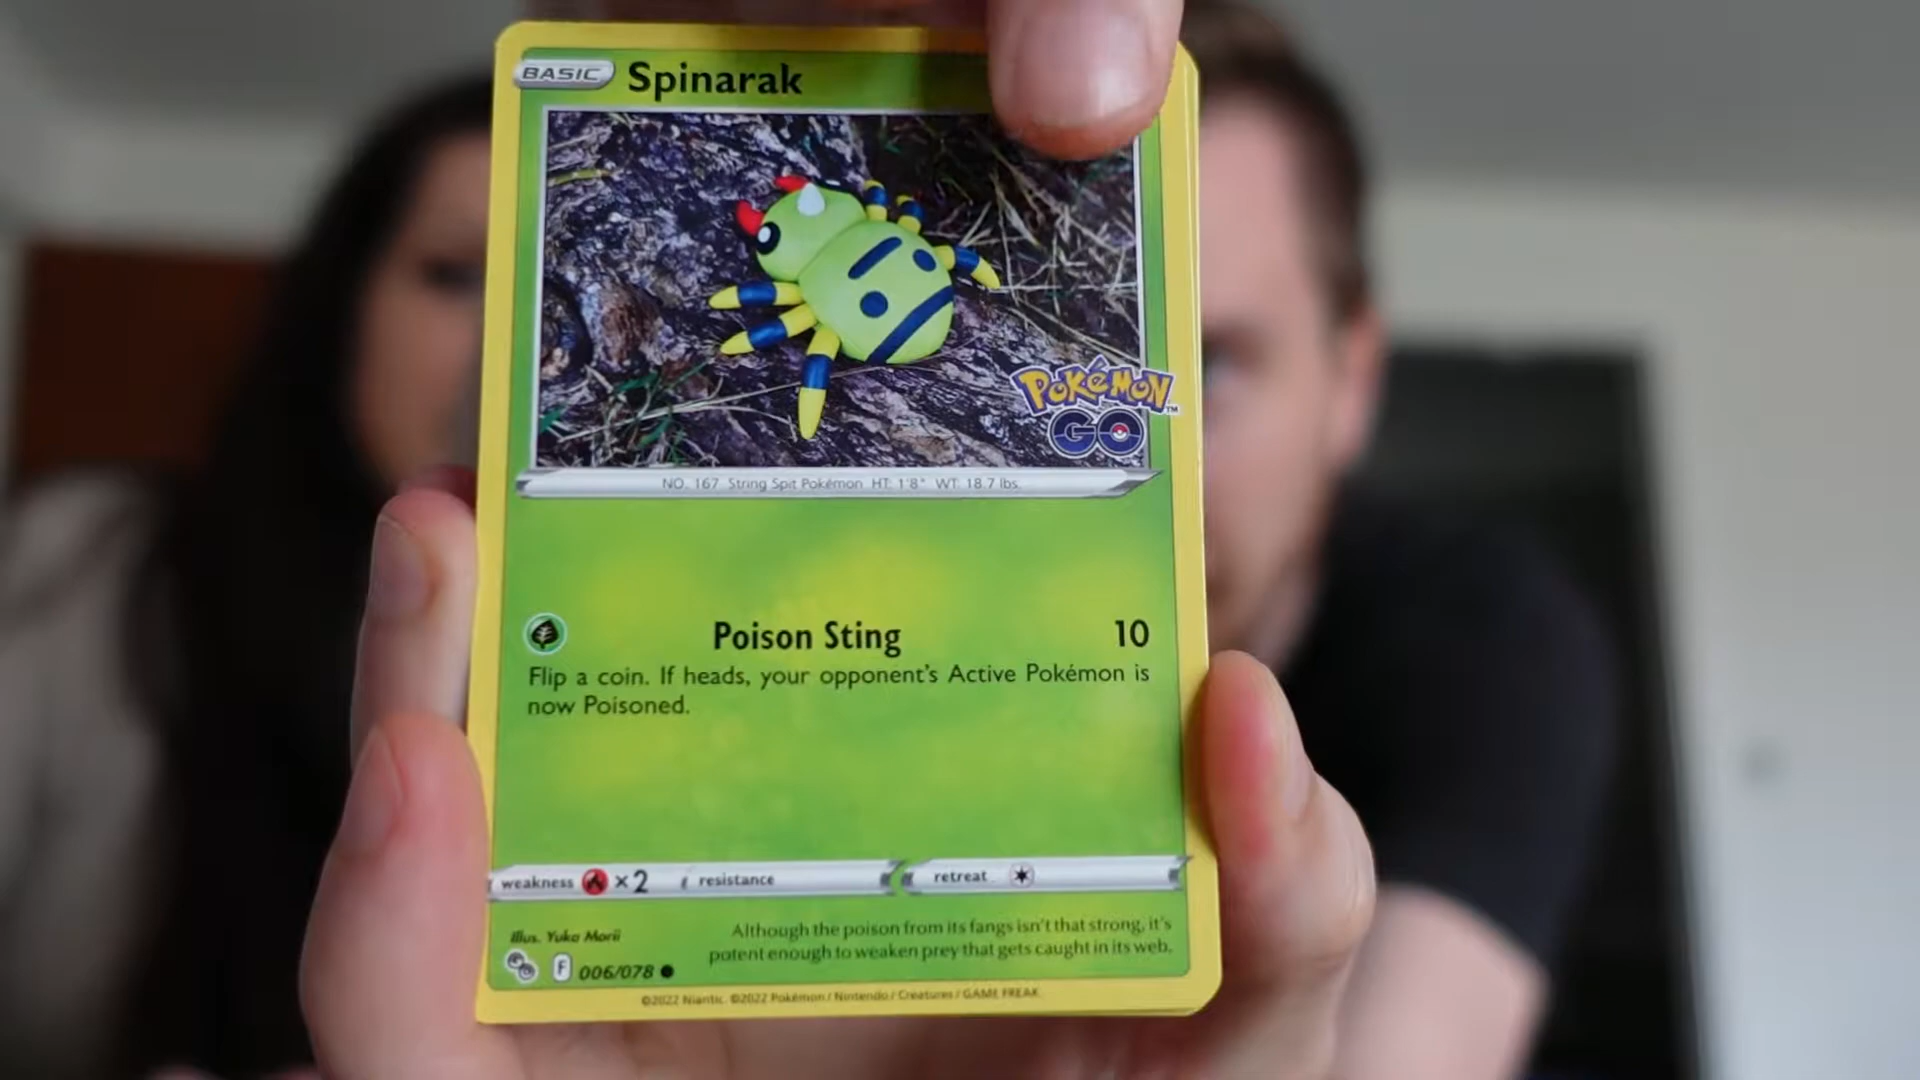 BASIC Spinarak
POKÉMON™
GO
NO. 167 String Spit Pokémon HT: 1'8" WT: 18.7 lbs.
Poison Sting 10
Flip a coin. If heads, your opponent's Active Pokémon is
now Poisoned.
weakness ×2 resistance retreat
Illus. Yuka Morii
Although the poison from its fangs isn't that strong, it's
potent enough to weaken prey that gets caught in its web.
F 006/078
©2022 Niantic. ©2022 Pokémon / Nintendo / Creatures / GAME FREAK